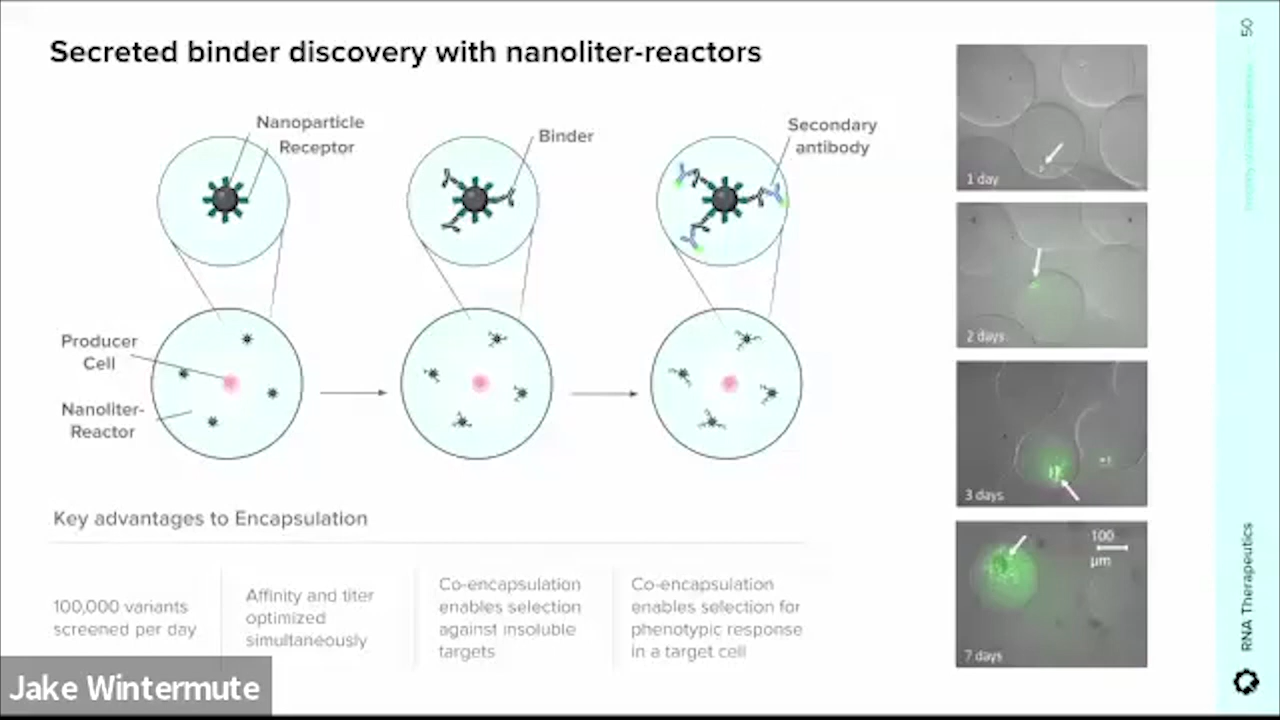 Secreted binder discovery with nanoliter-reactors
Nanoparticle
Receptor
Binder
Secondary
antibody
Producer
Cell
Nanoliter-
Reactor
Key advantages to Encapsulation
100,000 variants
screened per day
Affinity and titer
optimized
simultaneously
Co-encapsulation
enables selection
against insoluble
targets
Co-encapsulation
enables selection for
phenotypic response
in a target cell
1 day
2 days
3 days
100
µm
7 days
50
RNA Therapeutics
Jake Wintermute